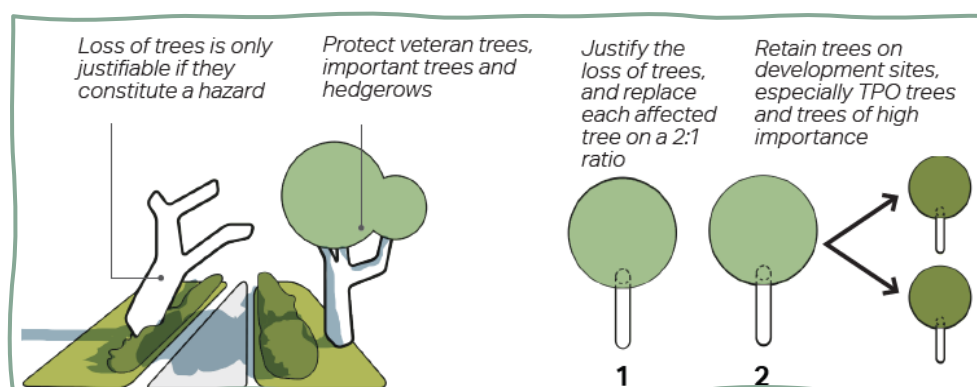 Loss of trees is only
justifiable if they
constitute a hazard
Protect veteran trees,
important trees and
hedgerows
Justify the
loss of trees,
and replace
each affected
tree on a 2:1
ratio
Retain trees on
development sites,
especially TPO trees
and trees of high
importance
1
2